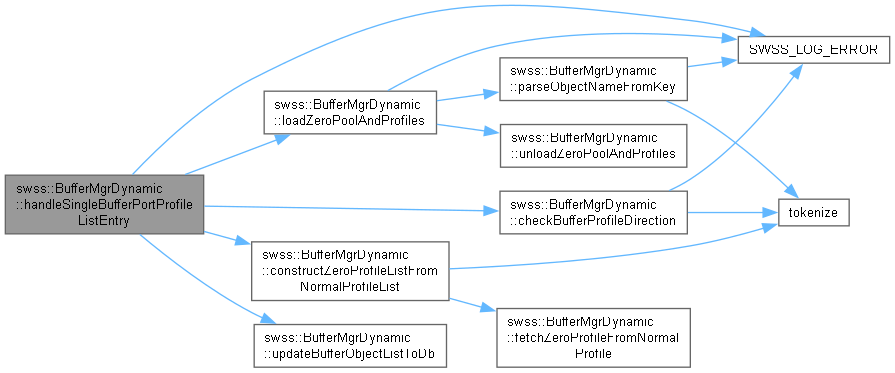 swss::BufferMgrDynamic
::handleSingleBufferPortProfile
ListEntry
swss::BufferMgrDynamic
::loadZeroPoolAndProfiles
swss::BufferMgrDynamic
::constructZeroProfileListFrom
NormalProfileList
swss::BufferMgrDynamic
::updateBufferObjectListToDb
swss::BufferMgrDynamic
::parseObjectNameFromKey
swss::BufferMgrDynamic
::unloadZeroPoolAndProfiles
swss::BufferMgrDynamic
::checkBufferProfileDirection
swss::BufferMgrDynamic
::fetchZeroProfileFromNormal
Profile
SWSS_LOG_ERROR
tokenize